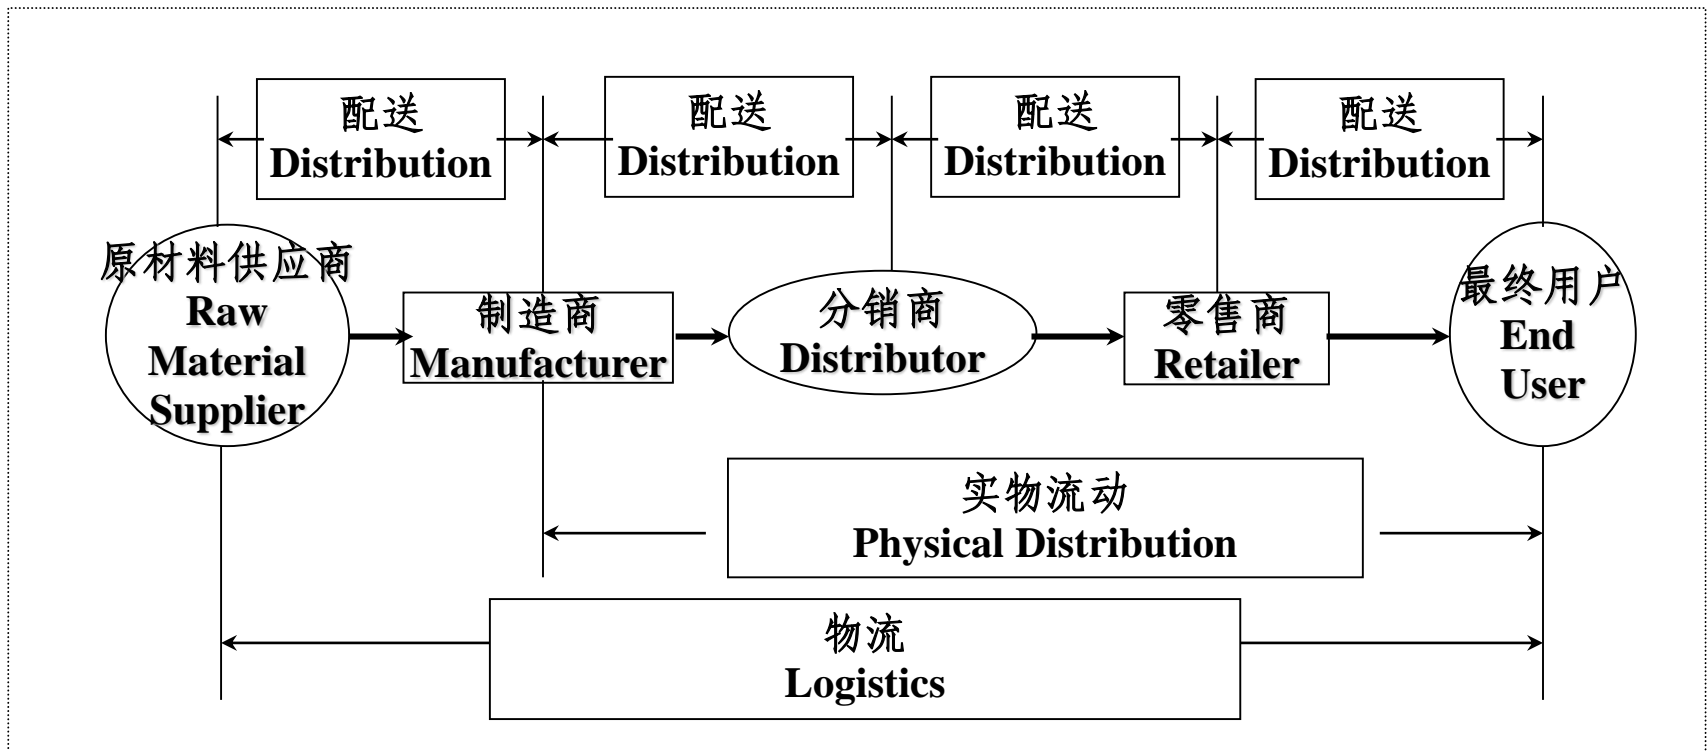 配送
Distribution
配送
Distribution
配送
Distribution
配送
Distribution
原材料供应商
Raw
Material
Supplier
制造商
Manufacturer
分销商
Distributor
零售商
Retailer
最终用户
End
User
实物流动
Physical Distribution
物流
Logistics